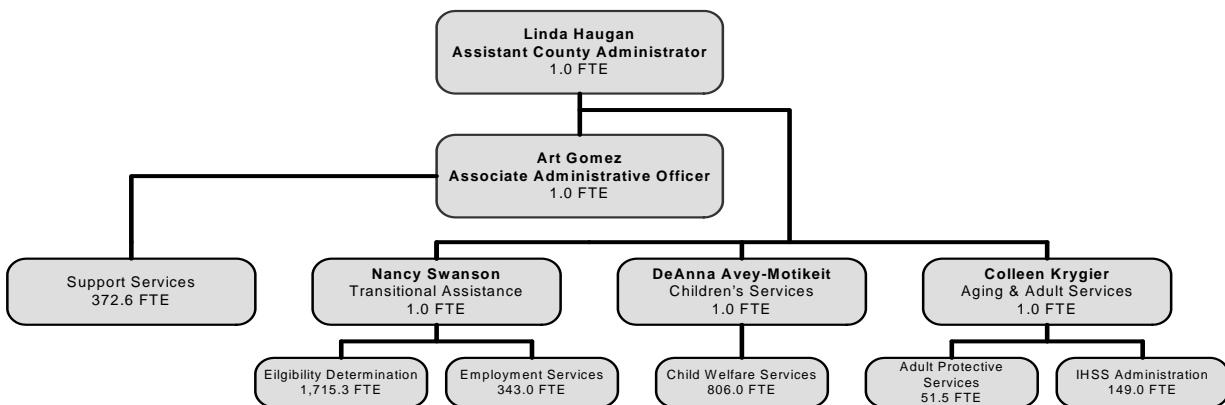 Linda Haugan
Assistant County Administrator
1.0 FTE
Art Gomez
Associate Administrative Officer
1.0 FTE
Support Services
372.6 FTE
Nancy Swanson
Transitional Assistance
1.0 FTE
DeAnna Avey-Motikeit
Children's Services
1.0 FTE
Colleen Krygier
Aging & Adult Services
1.0 FTE
Eilgibility Determination
1,715.3 FTE
Employment Services
343.0 FTE
Child Welfare Services
806.0 FTE
Adult Protective
Services
51.5 FTE
IHSS Administration
149.0 FTE